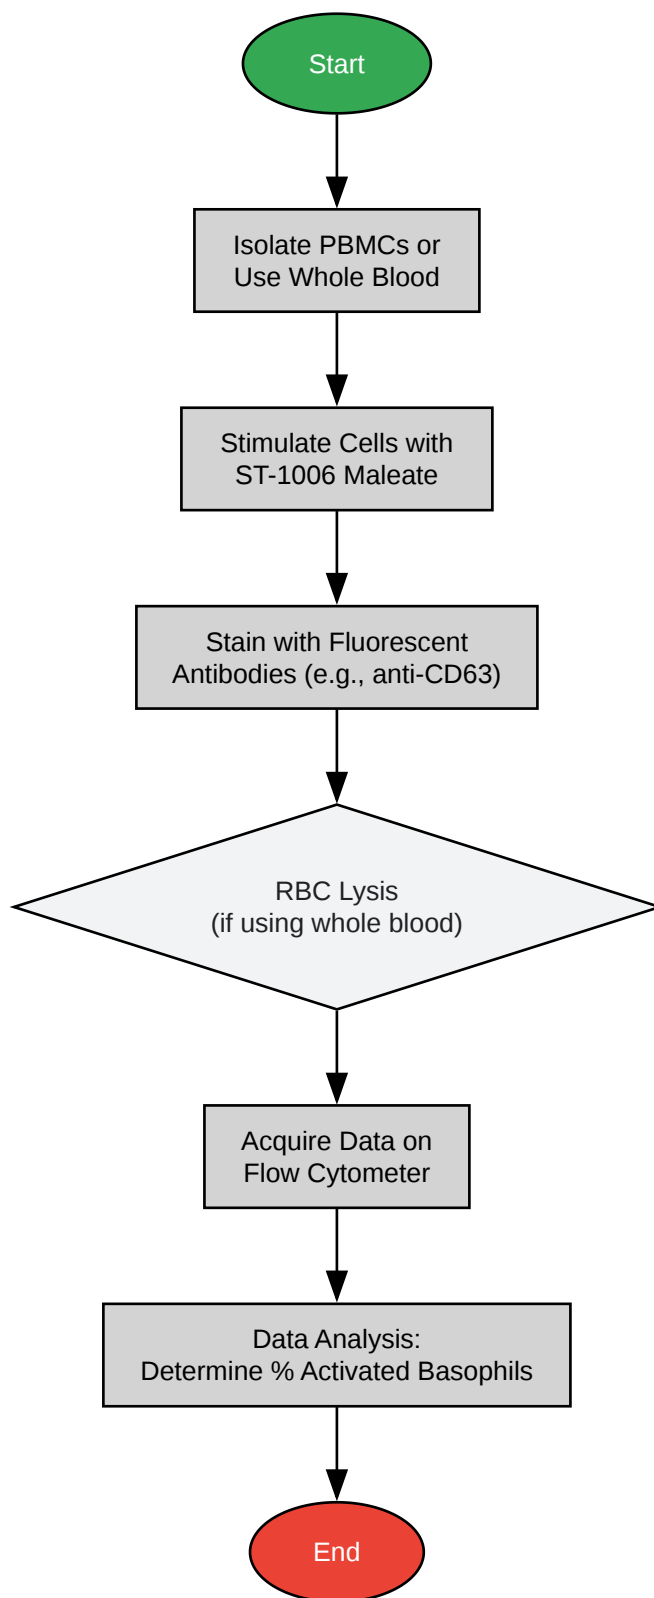 Start
Isolate PBMCs or
Use Whole Blood
Stimulate Cells with
ST-1006 Maleate
Stain with Fluorescent
Antibodies (e.g., anti-CD63)
RBC Lysis
(if using whole blood)
Acquire Data on
Flow Cytometer
Data Analysis:
Determine % Activated Basophils
End